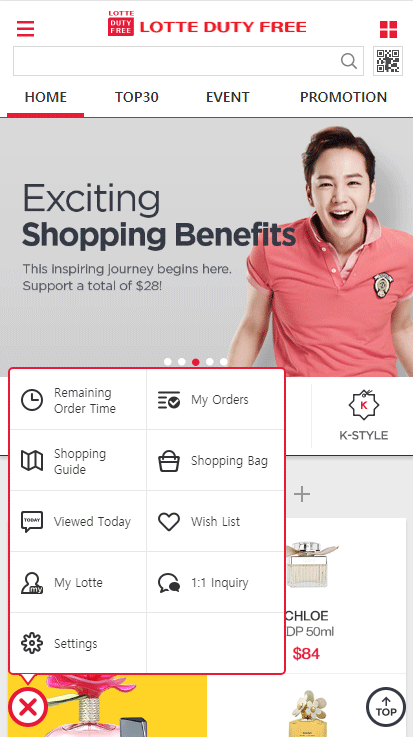 LOTTE
DUTY
FREE
LOTTE DUTY FREE
HOME
TOP30
EVENT
PROMOTION
Exciting
Shopping Benefits
This inspiring journey begins here.
Support a total of $28!
Remaining
Order Time
My Orders
Shopping
Guide
Shopping Bag
TODAY
Viewed Today
Wish List
my
My Lotte
1:1 Inquiry
Settings
K
K-STYLE
CHLOE
DP 50ml
$84
TOP